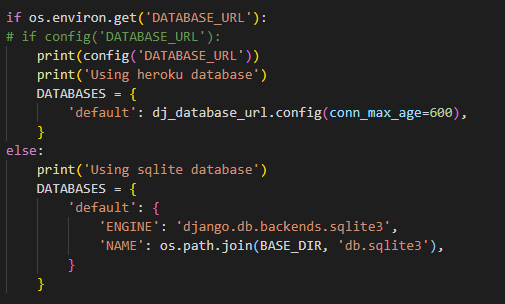 if os.environ.get('DATABASE_URL'):
# if config('DATABASE_URL'):
    print(config('DATABASE_URL'))
    print('Using heroku database')
    DATABASES = {
        'default': dj_database_url.config(conn_max_age=600),
    }
else:
    print('Using sqlite database')
    DATABASES = {
        'default': {
            'ENGINE': 'django.db.backends.sqlite3',
            'NAME': os.path.join(BASE_DIR, 'db.sqlite3'),
        }
    }